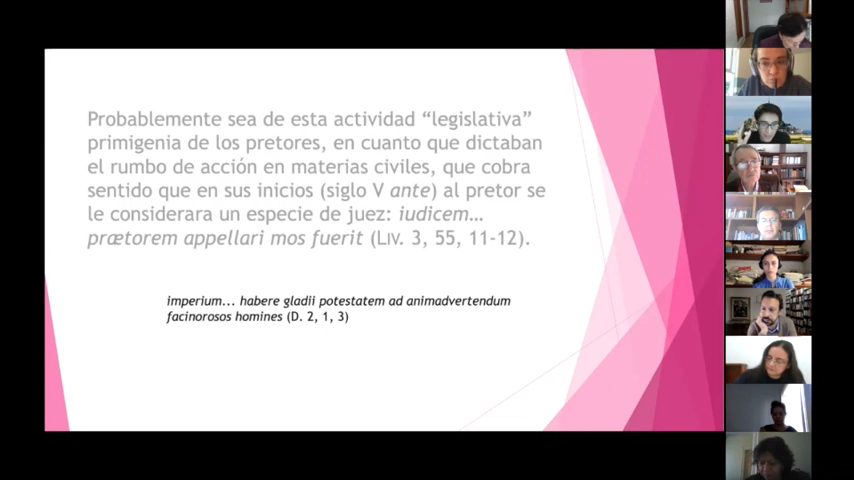 Probablemente sea de esta actividad “legislativa”
primigenia de los pretores, en cuanto que dictaban
el rumbo de acción en materias civiles, que cobra
sentido que en sus inicios (siglo V ante) al pretor se
le considerara un especie de juez: iudicem…
prætorem appellari mos fuerit (LIV. 3, 55, 11-12).
imperium... habere gladii potestatem ad animadvertendum
facinorosos homines (D. 2, 1, 3)